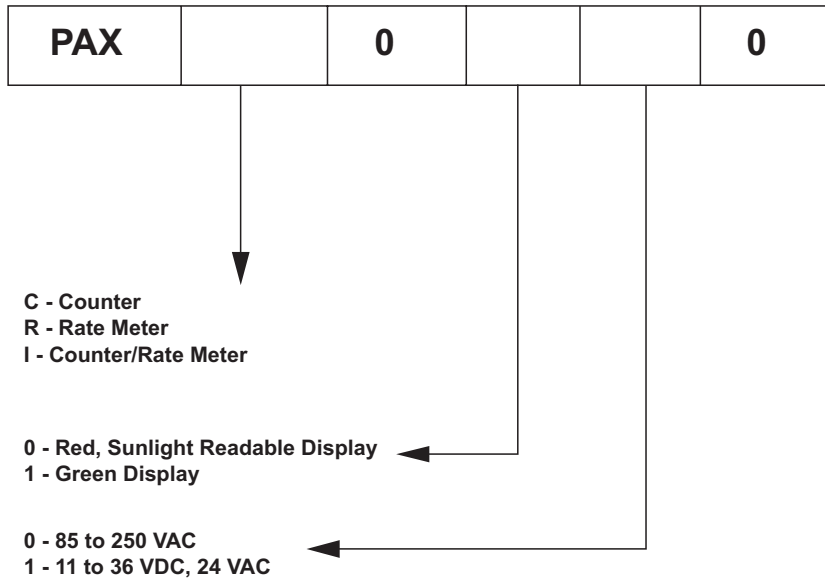 PAX 0 0
C - Counter
R - Rate Meter
I - Counter/Rate Meter
0 - Red, Sunlight Readable Display
1 - Green Display
0 - 85 to 250 VAC
1 - 11 to 36 VDC, 24 VAC